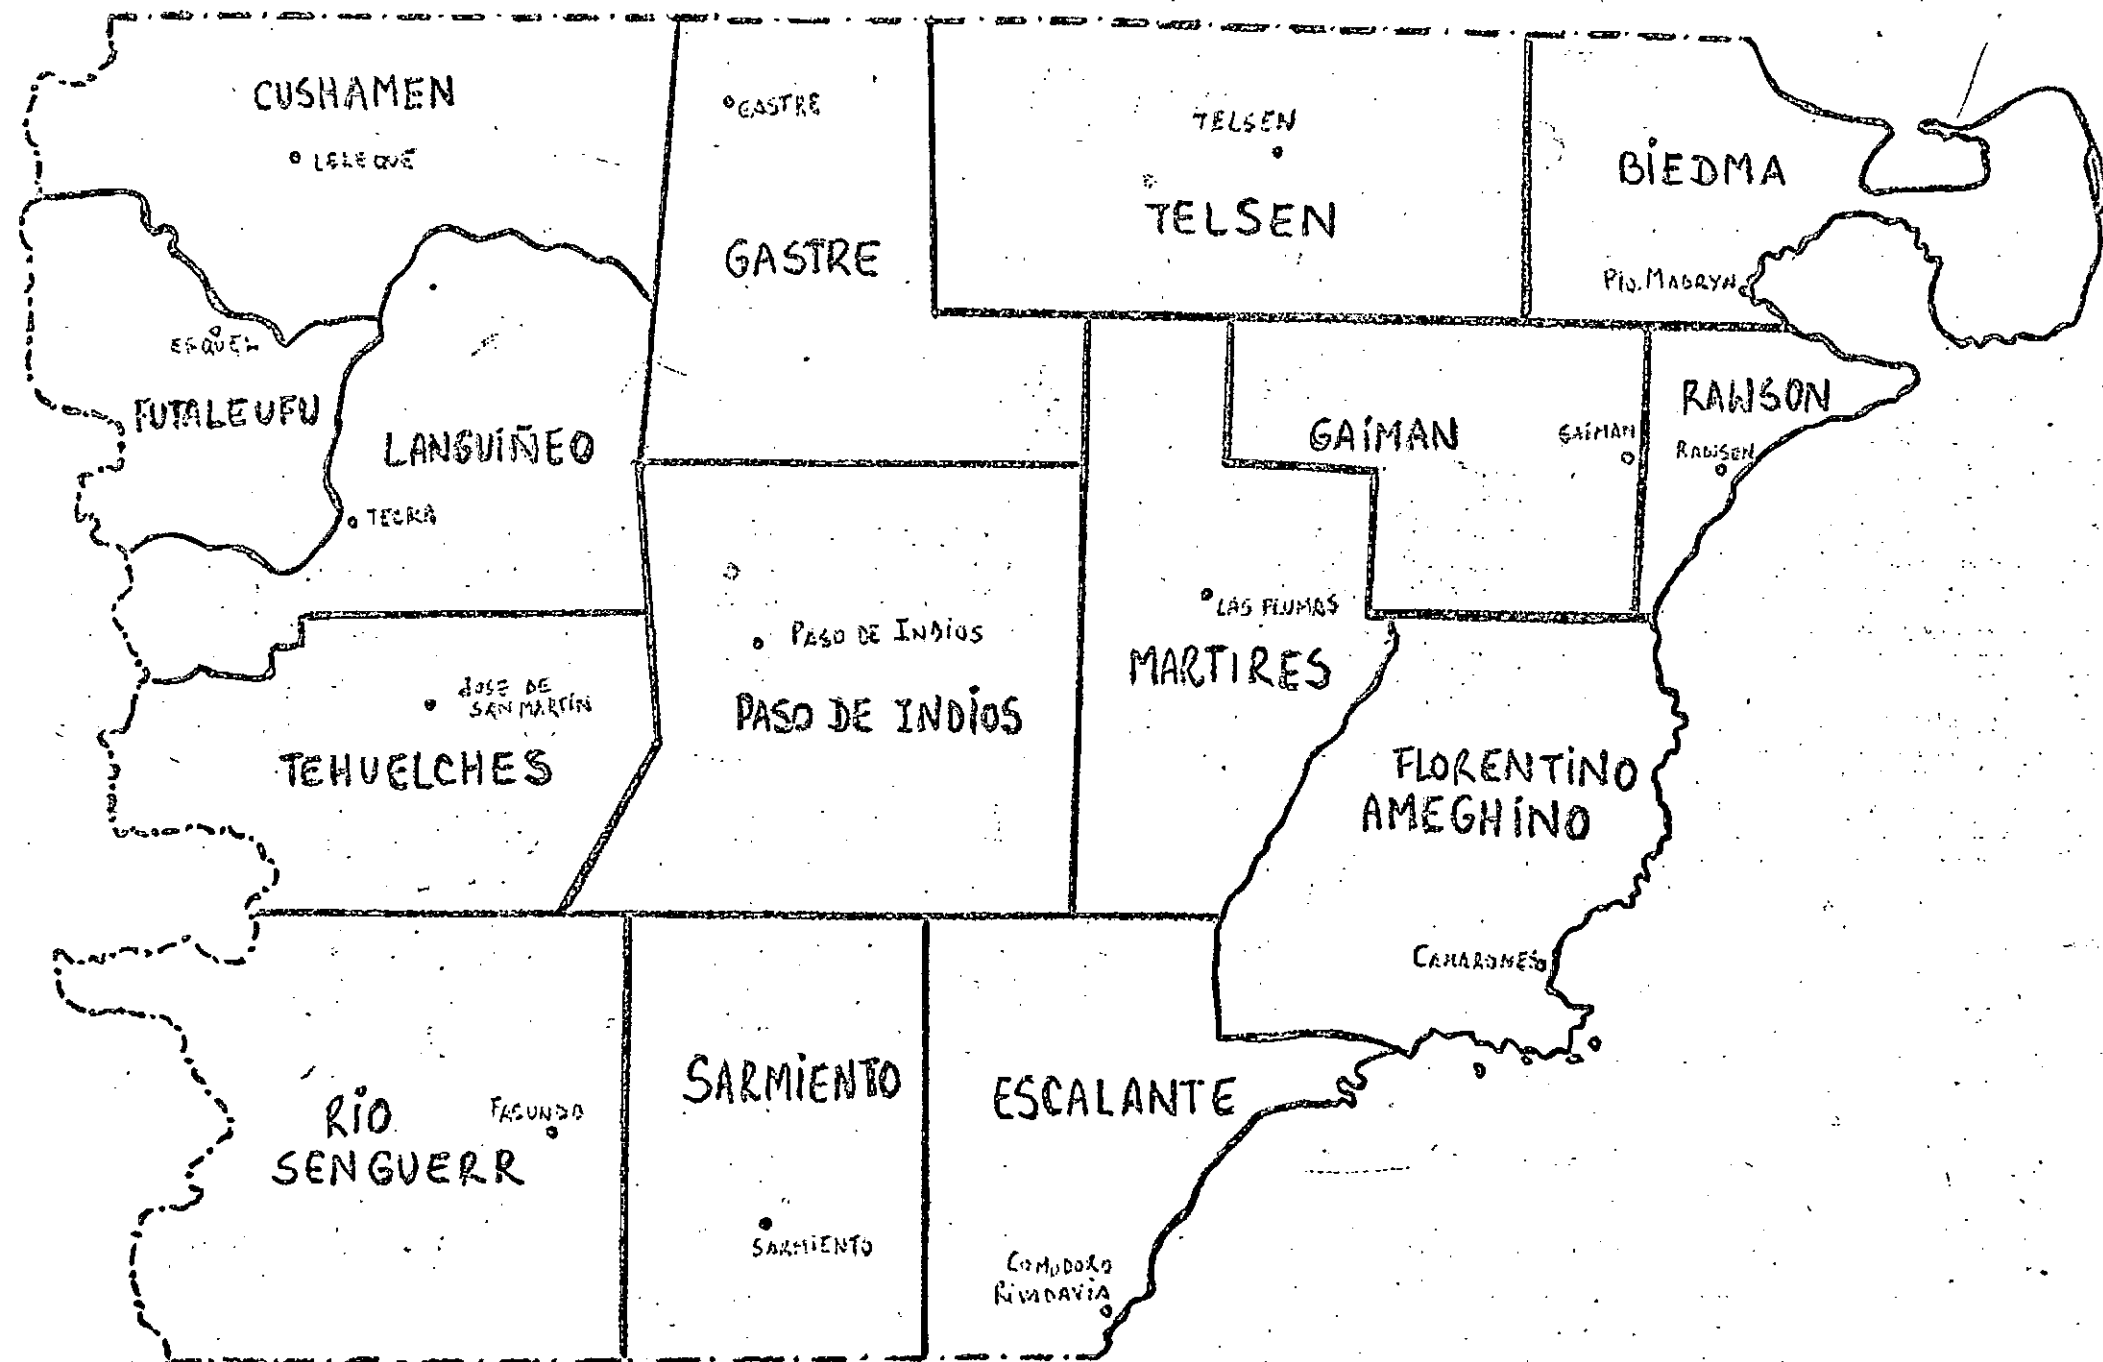 CUSHAMEN
LELEQUE
GASTRE
GASTRE
TELSEN
TELSEN
BIEDMA
Pto. MADRYN
ESQUEL
FUTALEUFU
LANGUIÑEO
TECKA
GAIMAN
GAIMAN
RAWSON
RAWSON
JOSE DE
SAN MARTÍN
TEHUELCHES
PASO DE INDIOS
PASO DE INDIOS
LAS PLUMAS
MARTIRES
FLORENTINO
AMEGHINO
CAMARONES
RÍO
SENGUERR
FACUNDO
SARMIENTO
SARMIENTO
ESCALANTE
COMODORO
RIVADAVIA